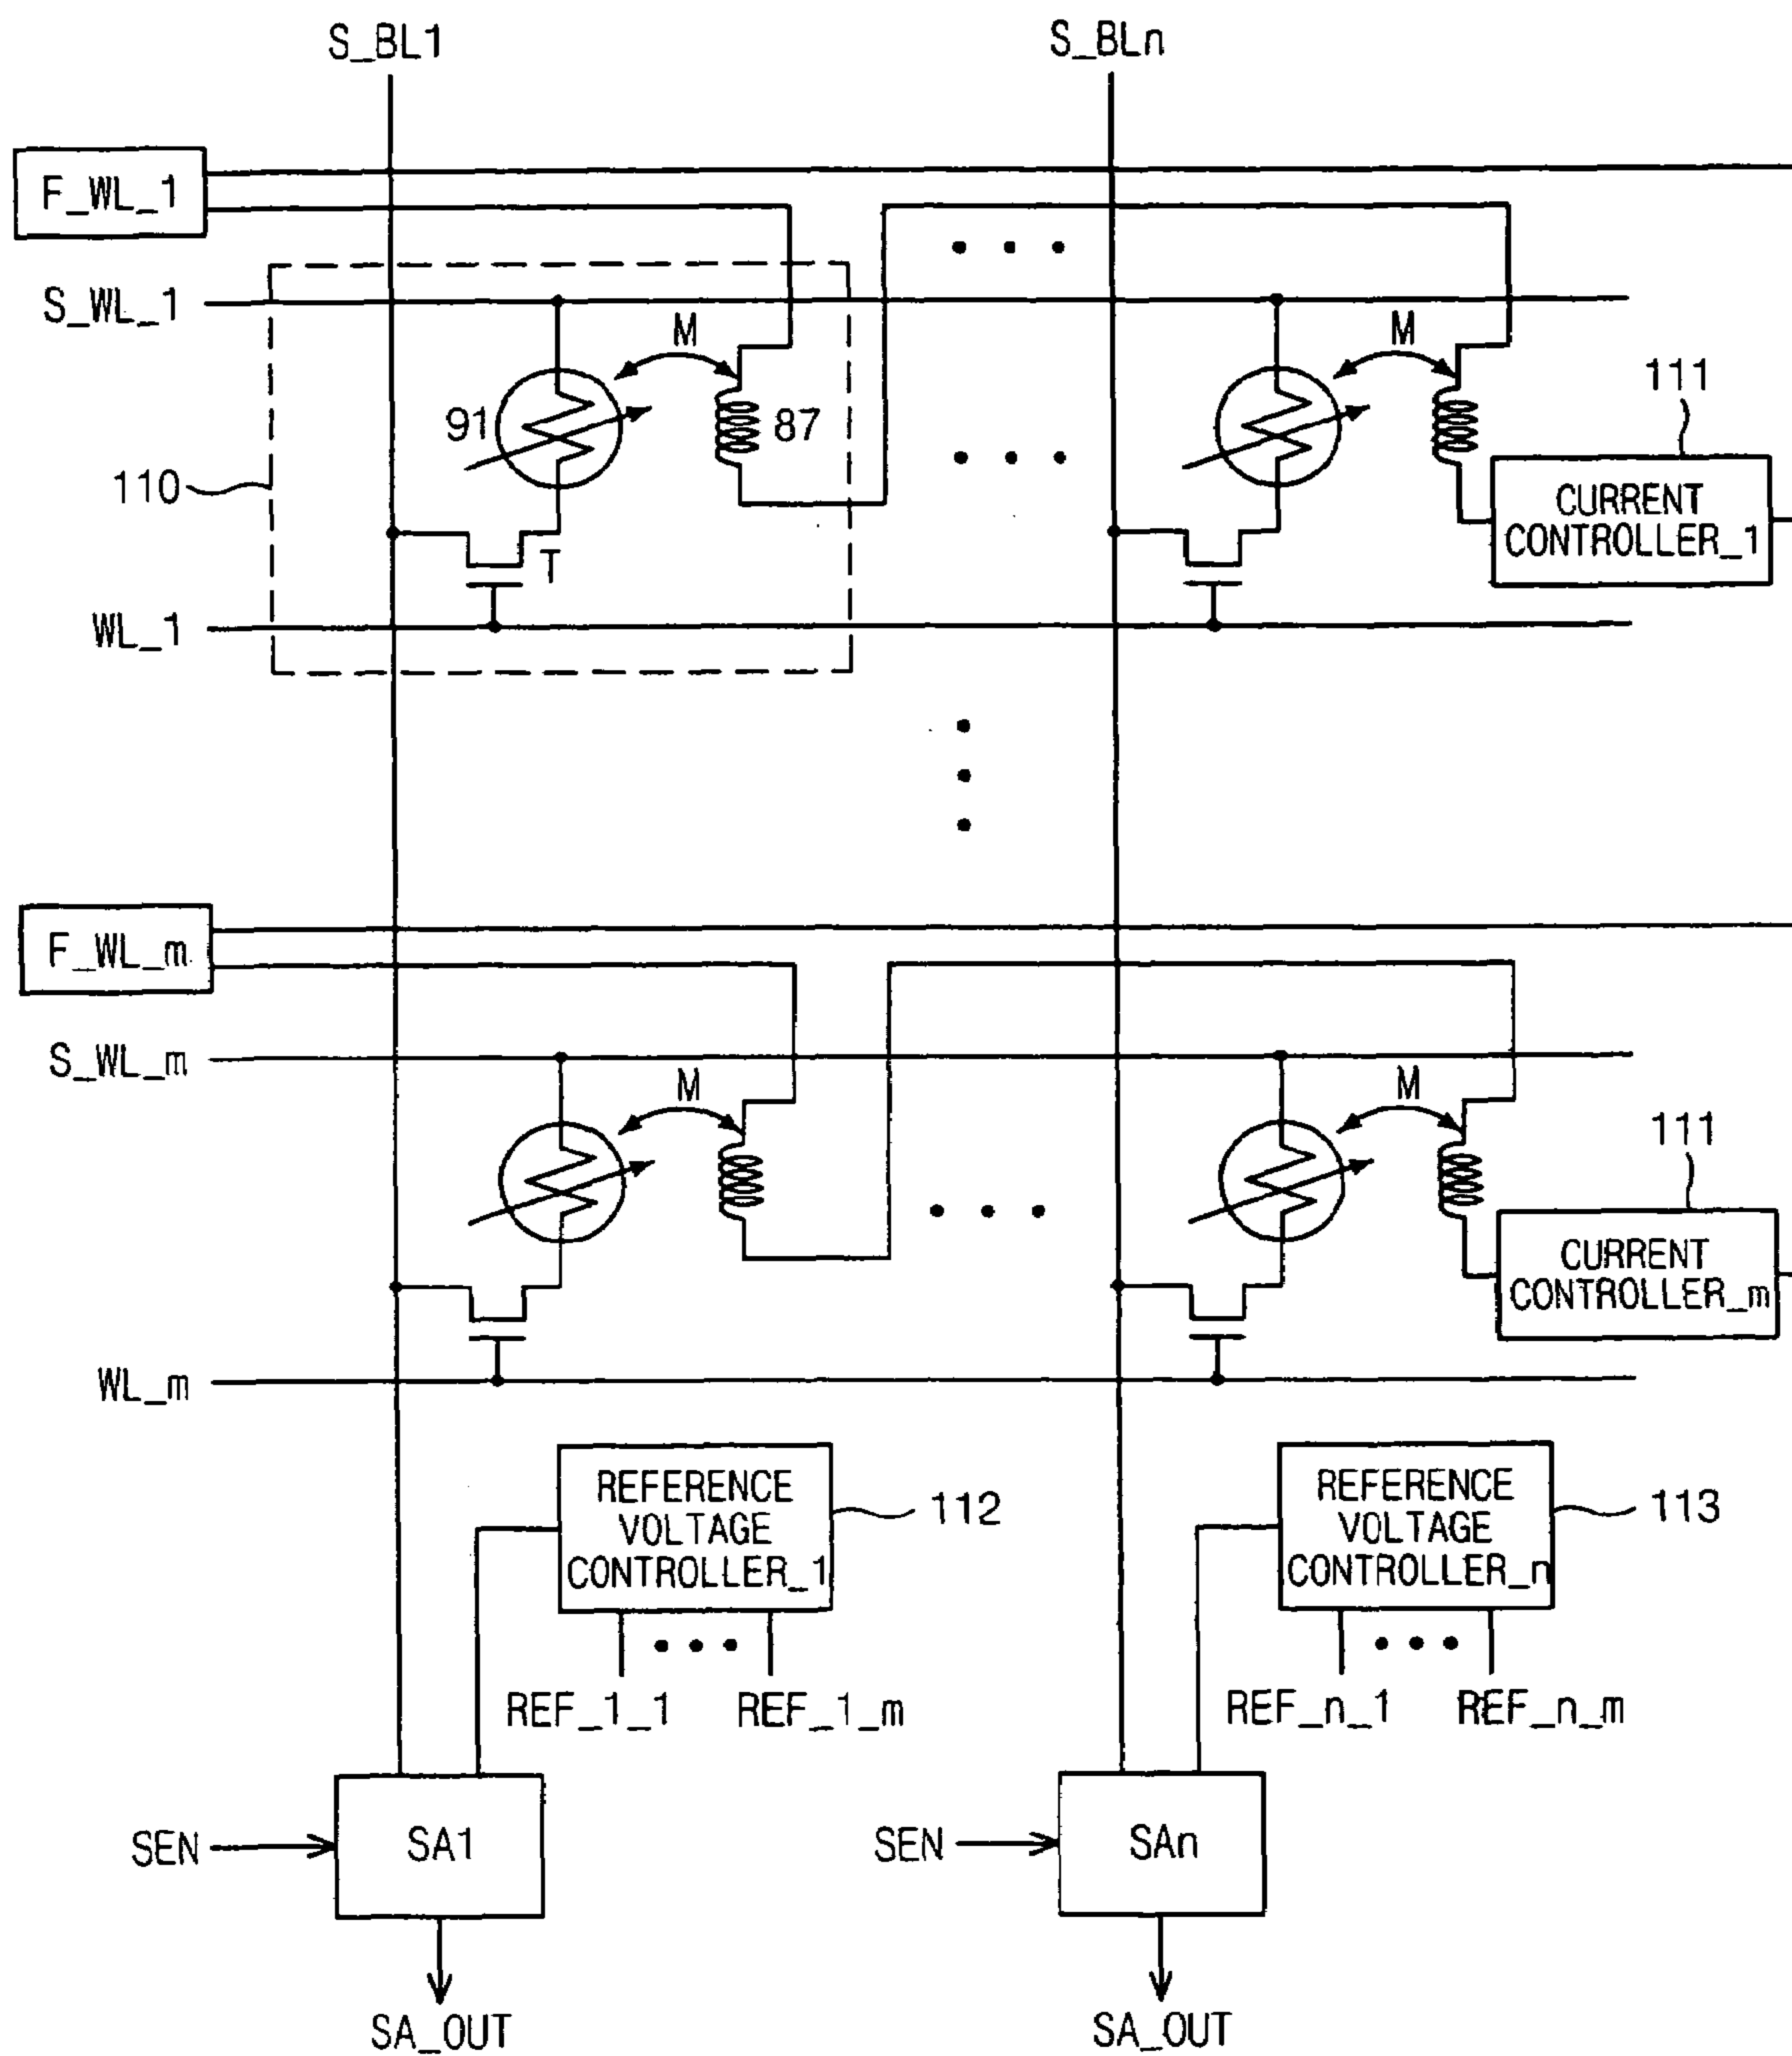 S_BL1
S_BLn
F_WL_1
S_WL_1
M
M
111
91
87
110
CURRENT
CONTROLLER_1
T
WL_1
F_WL_m
S_WL_m
M
M
111
CURRENT
CONTROLLER_m
WL_m
REFERENCE
VOLTAGE
CONTROLLER_1
112
REFERENCE
VOLTAGE
CONTROLLER_n
113
REF_1_1
REF_1_m
REF_n_1
REF_n_m
SEN
SA1
SEN
SAn
SA_OUT
SA_OUT